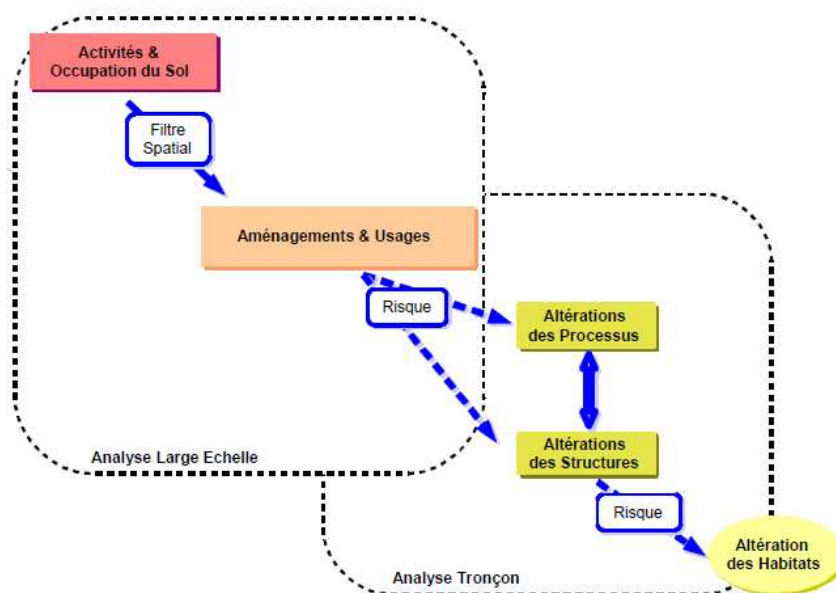 Activités &
Occupation du Sol
Filtre
Spatial
Aménagements & Usages
Risque
Altérations
des Processus
Altérations
des Structures
Analyse Large Echelle
Risque
Altération
des Habitats
Analyse Tronçon